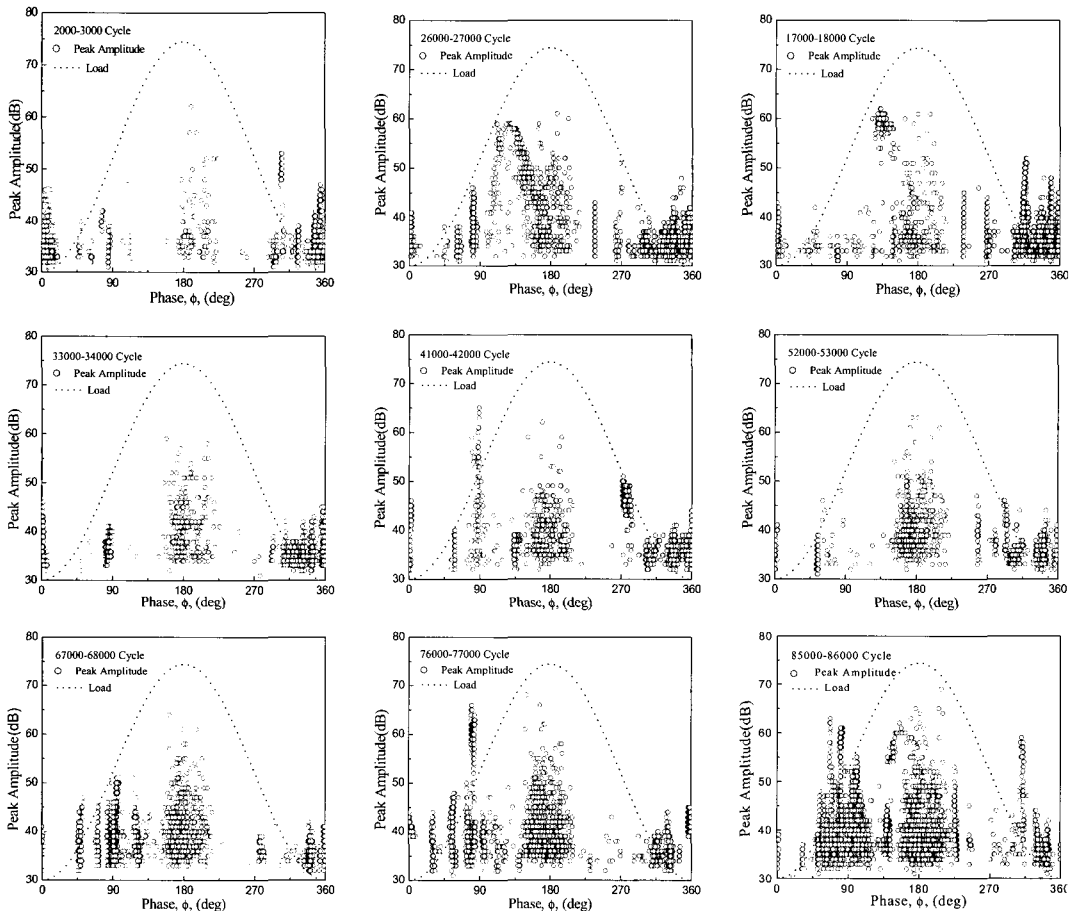 80
70
60
50
40
30
Peak Amplitude(dB)
2000-3000 Cycle
Peak Amplitude
Load
0 90 180 270 360
Phase, ϕ, (deg)
80
70
60
50
40
30
Peak Amplitude(dB)
26000-27000 Cycle
Peak Amplitude
Load
0 90 180 270 360
Phase, ϕ, (deg)
80
70
60
50
40
30
Peak Amplitude(dB)
17000-18000 Cycle
Peak Amplitude
Load
0 90 180 270 360
Phase, ϕ, (deg)
80
70
60
50
40
30
Peak Amplitude(dB)
33000-34000 Cycle
Peak Amplitude
Load
0 90 180 270 360
Phase, ϕ, (deg)
80
70
60
50
40
30
Peak Amplitude(dB)
41000-42000 Cycle
Peak Amplitude
Load
0 90 180 270 360
Phase, ϕ, (deg)
80
70
60
50
40
30
Peak Amplitude(dB)
52000-53000 Cycle
Peak Amplitude
Load
0 90 180 270 360
Phase, ϕ, (deg)
80
70
60
50
40
30
Peak Amplitude(dB)
67000-68000 Cycle
Peak Amplitude
Load
0 90 180 270 360
Phase, ϕ, (deg)
80
70
60
50
40
30
Peak Amplitude(dB)
76000-77000 Cycle
Peak Amplitude
Load
0 90 180 270 360
Phase, ϕ, (deg)
80
70
60
50
40
30
Peak Amplitude(dB)
85000-86000 Cycle
Peak Amplitude
Load
0 90 180 270 360
Phase, ϕ, (deg)